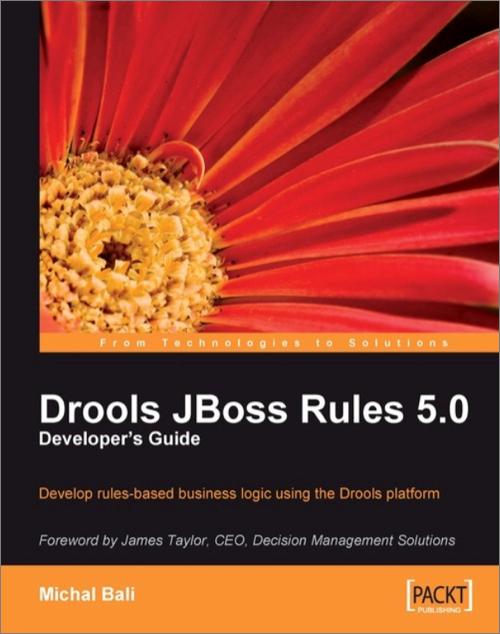 From Technologies to Solutions
Drools JBoss Rules 5.0
Developer's Guide
Develop rules-based business logic using the Drools platform
Foreword by James Taylor, CEO, Decision Management Solutions
Michal Bali
[PACKT]
PUBLISHING